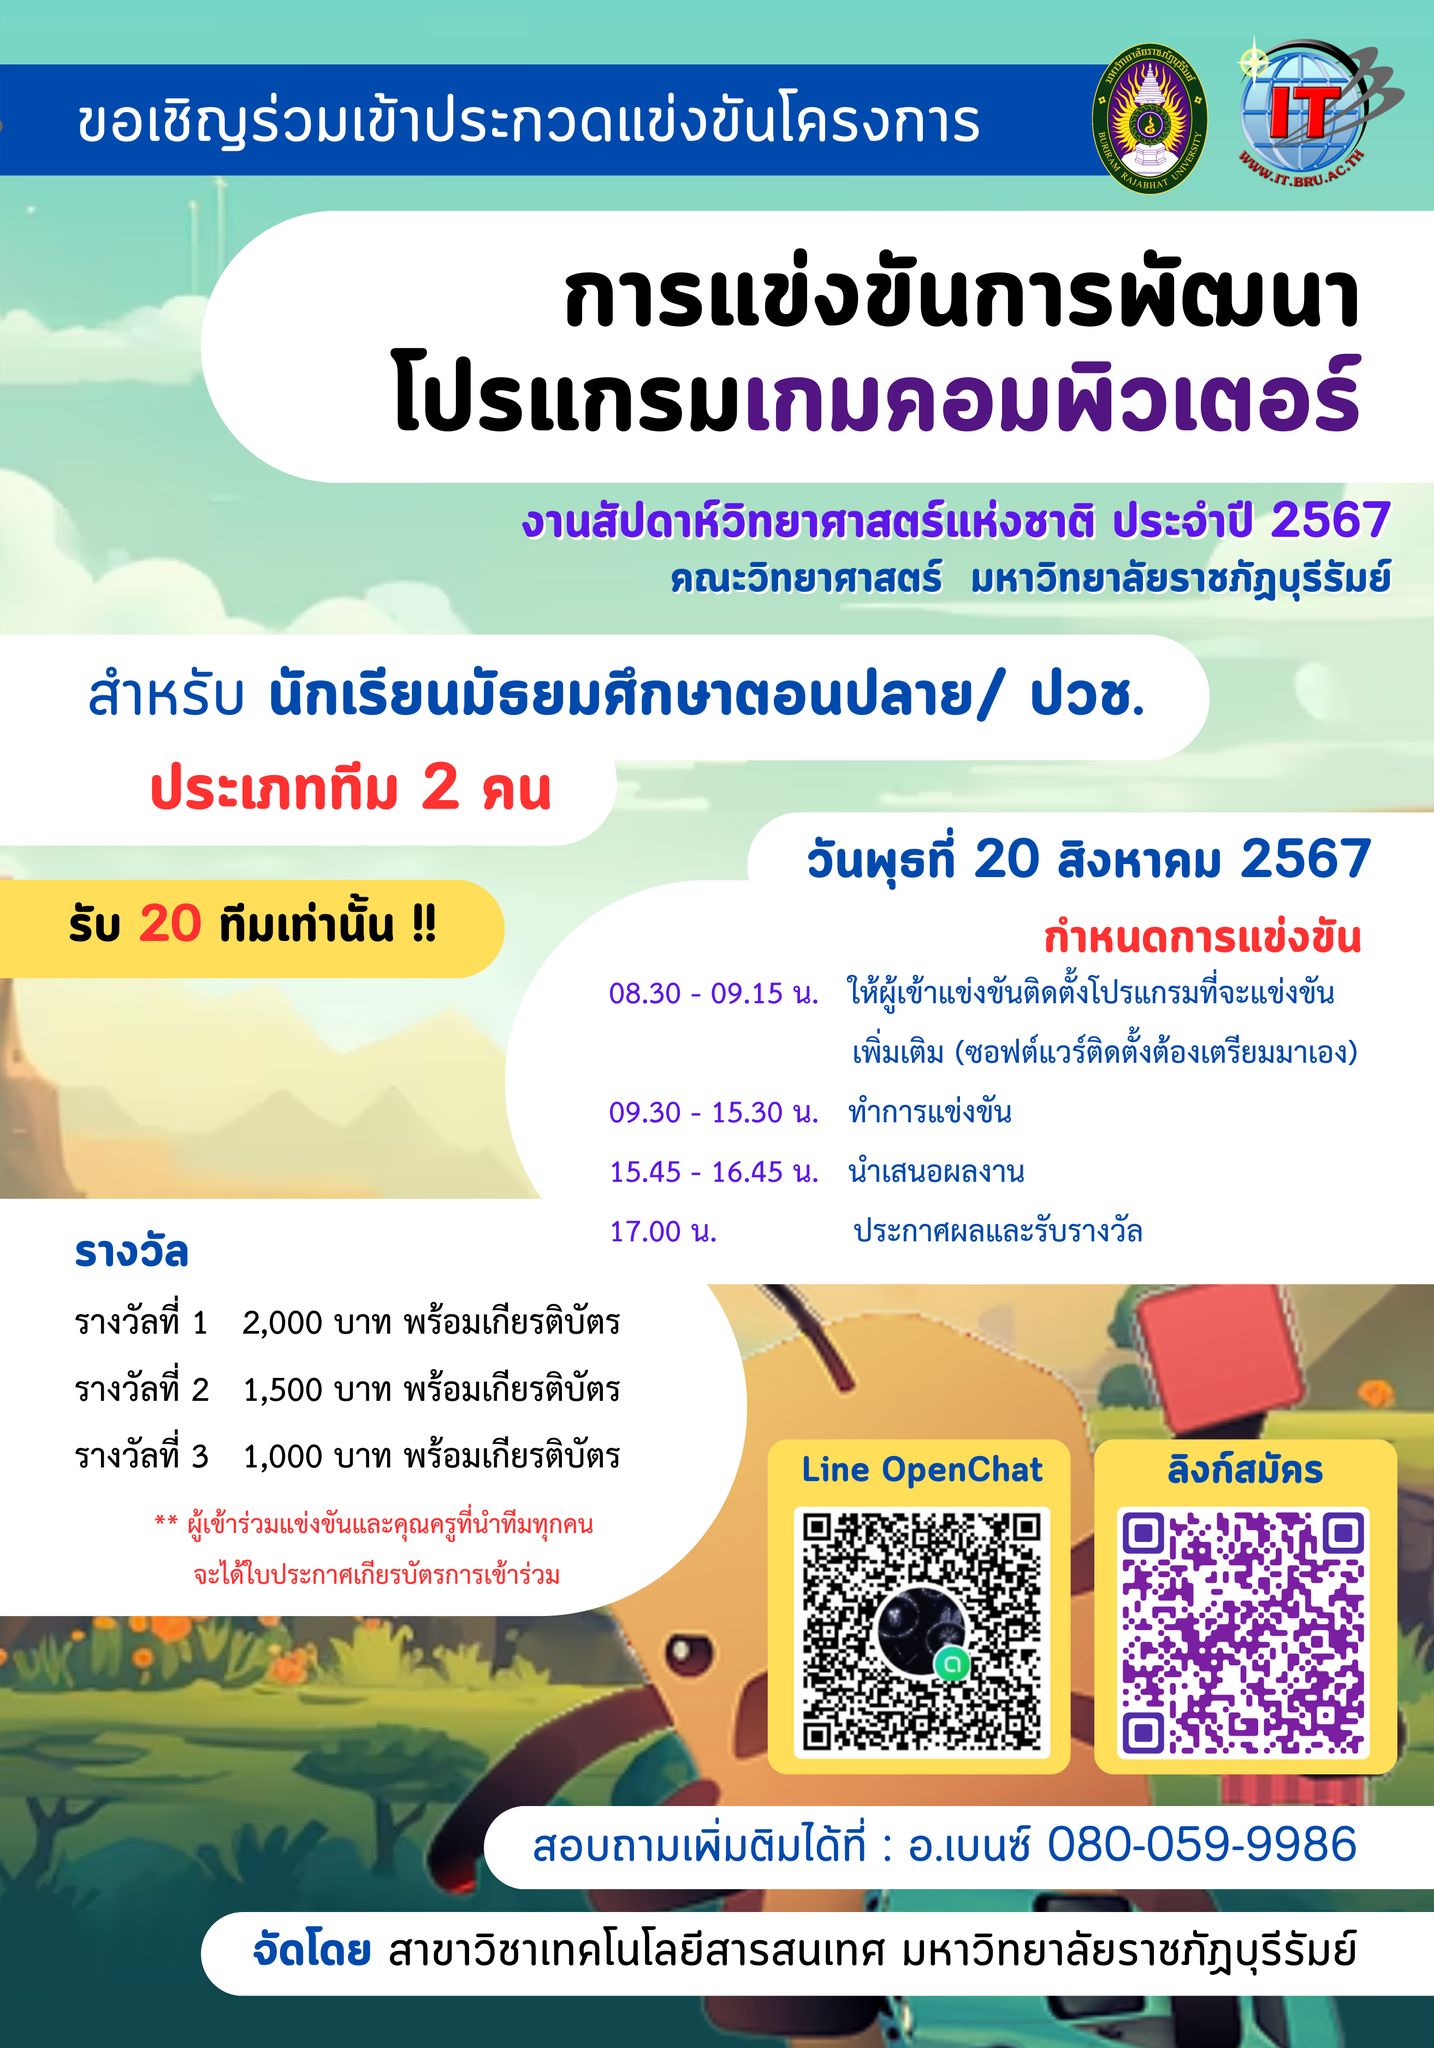 ขอเชิญร่วมเข้าประกวดแข่งขันโครงการ
มหาวิทยาลัยราชภัฏบุรีรัมย์
BURIRAM RAJABHAT UNIVERSITY
IT
WWW.IT.BRU.AC.TH
การแข่งขันการพัฒนา
โปรแกรมเกมคอมพิวเตอร์
งานสัปดาห์วิทยาศาสตร์แห่งชาติ ประจำปี 2567
คณะวิทยาศาสตร์ มหาวิทยาลัยราชภัฏบุรีรัมย์
สำหรับ นักเรียนมัธยมศึกษาตอนปลาย/ ปวช.
ประเภททีม 2 คน
รับ 20 ทีมเท่านั้น !!
วันพุธที่ 20 สิงหาคม 2567
กำหนดการแข่งขัน
08.30 - 09.15 น. ให้ผู้เข้าแข่งขันติดตั้งโปรแกรมที่จะแข่งขัน
เพิ่มเติม (ซอฟต์แวร์ติดตั้งต้องเตรียมมาเอง)
09.30 - 15.30 น. ทำการแข่งขัน
15.45 - 16.45 น. นำเสนอผลงาน
17.00 น. ประกาศผลและรับรางวัล
รางวัล
รางวัลที่ 1 2,000 บาท พร้อมเกียรติบัตร
รางวัลที่ 2 1,500 บาท พร้อมเกียรติบัตร
รางวัลที่ 3 1,000 บาท พร้อมเกียรติบัตร
** ผู้เข้าร่วมแข่งขันและคุณครูที่นำทีมทุกคน
จะได้ใบประกาศเกียรบัตรการเข้าร่วม
Line OpenChat
ลิงก์สมัคร
สอบถามเพิ่มติมได้ที่ : อ.เบนซ์ 080-059-9986
จัดโดย สาขาวิชาเทคโนโลยีสารสนเทศ มหาวิทยาลัยราชภัฏบุรีรัมย์